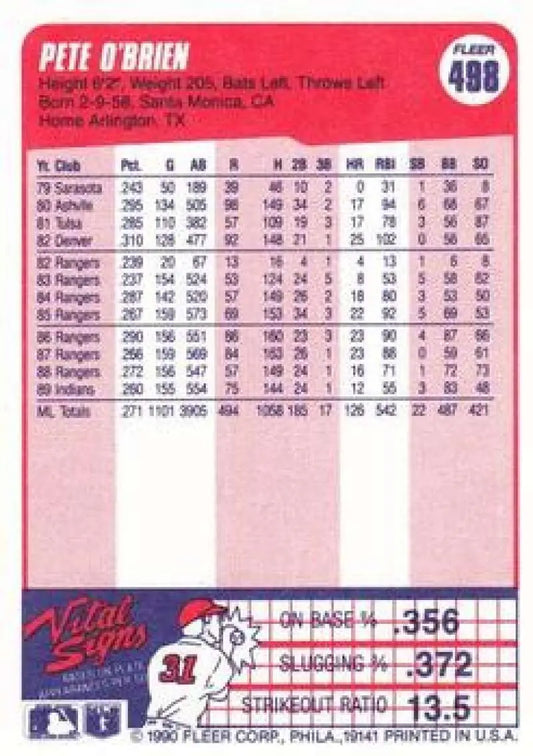 PETE O'BRIEN
FLEER
498
Height 6'2", Weight 205, Bats Left, Throws Left
Born 2-9-58, Santa Monica, CA
Home Arlington, TX
Yr. Club Pct. G AB R H 2B 3B HR RBI SB BB SO
79 Sarasota .243 50 189 39 46 10 2 0 31 1 36 8
80 Ashville .295 134 505 98 149 34 2 17 94 6 68 67
81 Tulsa .285 110 382 57 109 19 3 17 78 3 56 87
82 Denver .310 128 477 92 148 21 1 25 102 0 56 65
82 Rangers .239 20 67 13 16 4 1 4 13 1 6 8
83 Rangers .237 154 524 53 124 24 5 8 53 5 58 62
84 Rangers .287 142 520 57 149 26 2 18 80 3 53 50
85 Rangers .267 159 573 69 153 34 3 22 92 5 69 53
86 Rangers .290 156 551 86 160 23 3 23 90 4 87 66
87 Rangers .286 159 569 84 163 26 1 23 88 0 59 61
88 Rangers .272 156 547 57 149 24 1 16 71 1 72 73
89 Indians .260 155 554 75 144 24 1 12 55 3 83 48
ML Totals .271 1101 3905 494 1058 185 17 126 542 22 487 421
Vital Signs
BASED ON PLATE
APPEARANCES PER SO
31
ON BASE % .356
SLUGGING % .372
STRIKEOUT RATIO 13.5
© 1990 FLEER CORP., PHILA., 19141 PRINTED IN U.S.A.